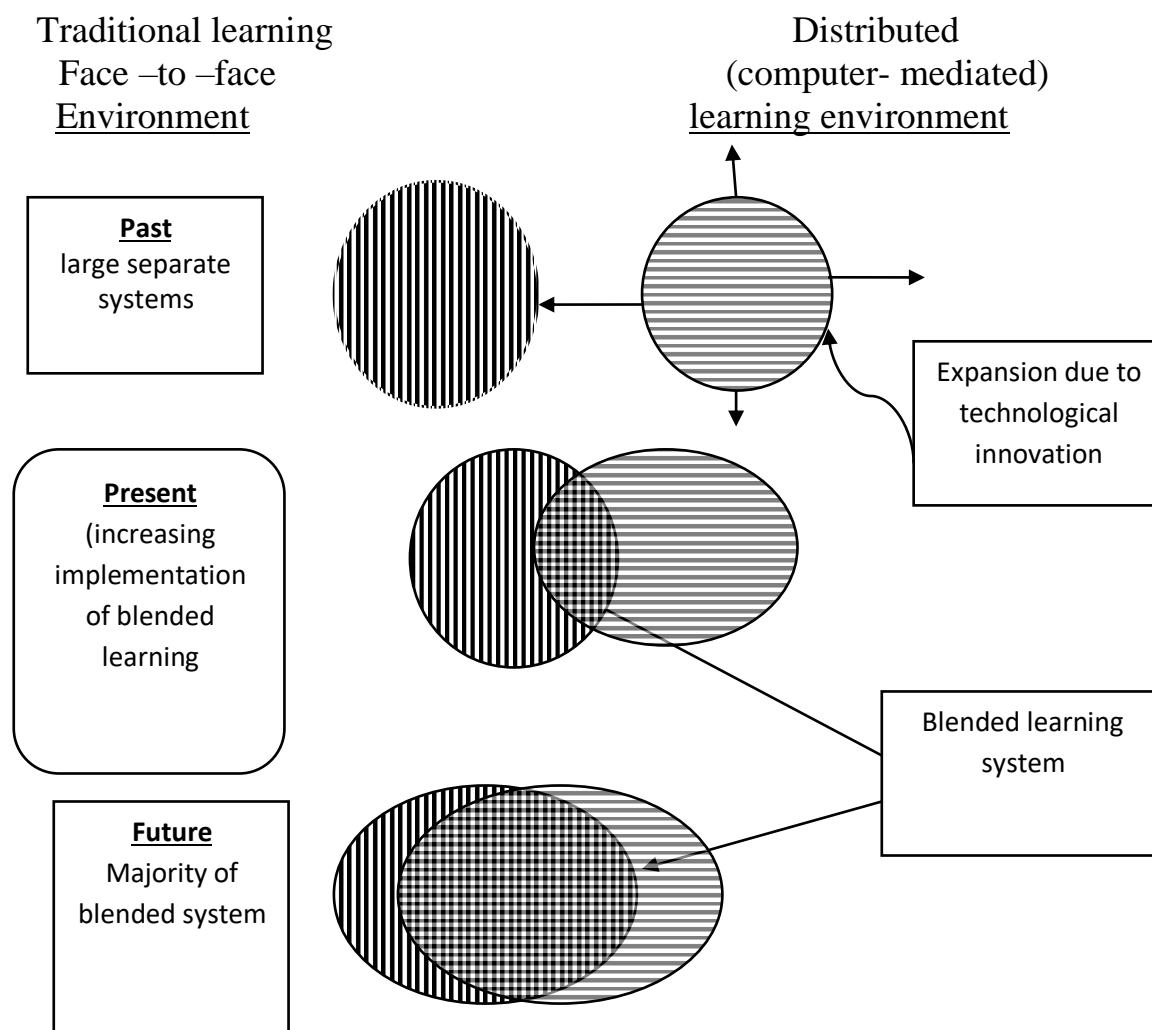 Traditional learning
Face –to –face
Environment
Distributed
(computer- mediated)
learning environment
Past
large separate
systems
Expansion due to
technological
innovation
Present
(increasing
implementation
of blended
learning
Blended learning
system
Future
Majority of
blended system